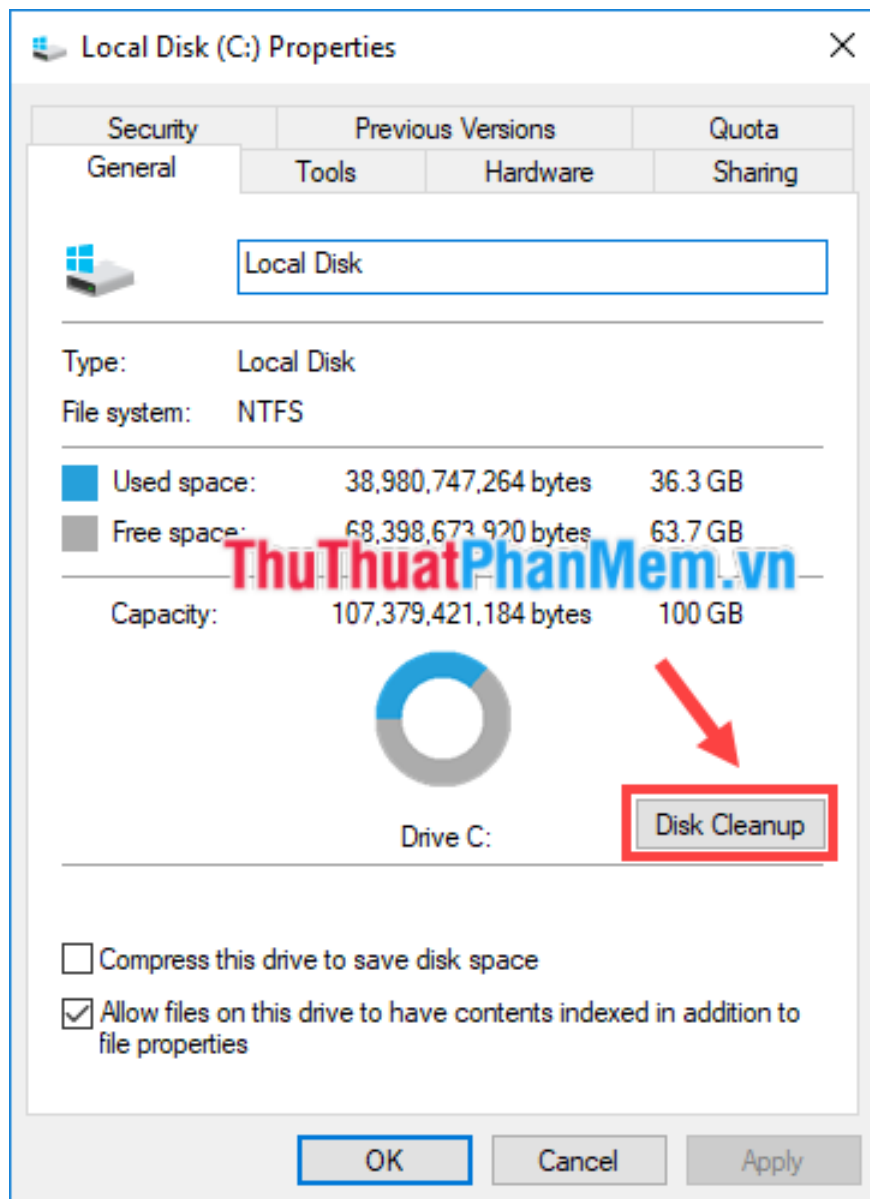 Local Disk (C:) Properties
Security Previous Versions Quota
General Tools Hardware Sharing
Local Disk
Type: Local Disk
File system: NTFS
Used space: 38,980,747,264 bytes 36.3 GB
Free space: 68,398,673,920 bytes 63.7 GB
ThuThuatPhanMem.vn
Capacity: 107,379,421,184 bytes 100 GB
Drive C: Disk Cleanup
Compress this drive to save disk space
Allow files on this drive to have contents indexed in addition to
file properties
OK Cancel Apply